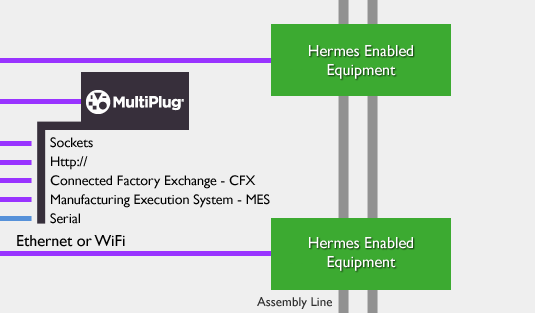 Hermes Enabled
Equipment
MultiPlug®
Sockets
Http://
Connected Factory Exchange - CFX
Manufacturing Execution System - MES
Serial
Ethernet or WiFi
Hermes Enabled
Equipment
Assembly Line